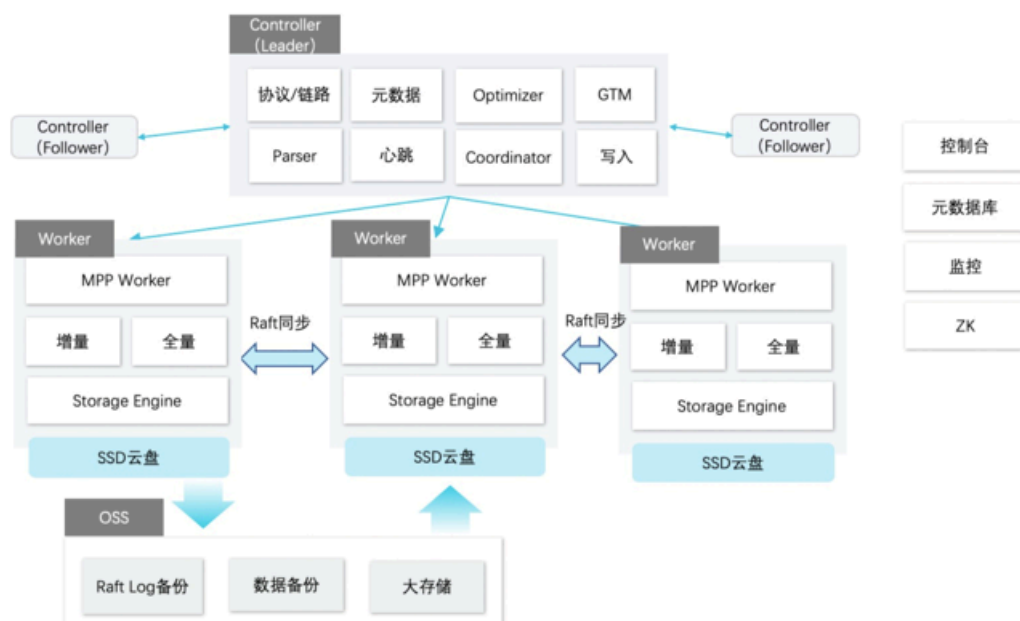 Controller
(Leader)
协议/链路
元数据
Optimizer
GTM
Parser
心跳
Coordinator
写入
Controller
(Follower)
Controller
(Follower)
控制台
元数据库
监控
ZK
Worker
MPP Worker
增量
全量
Storage Engine
SSD云盘
Raft同步
Worker
MPP Worker
增量
全量
Storage Engine
SSD云盘
Raft同步
Worker
MPP Worker
增量
全量
Storage Engine
SSD云盘
OSS
Raft Log备份
数据备份
大存储